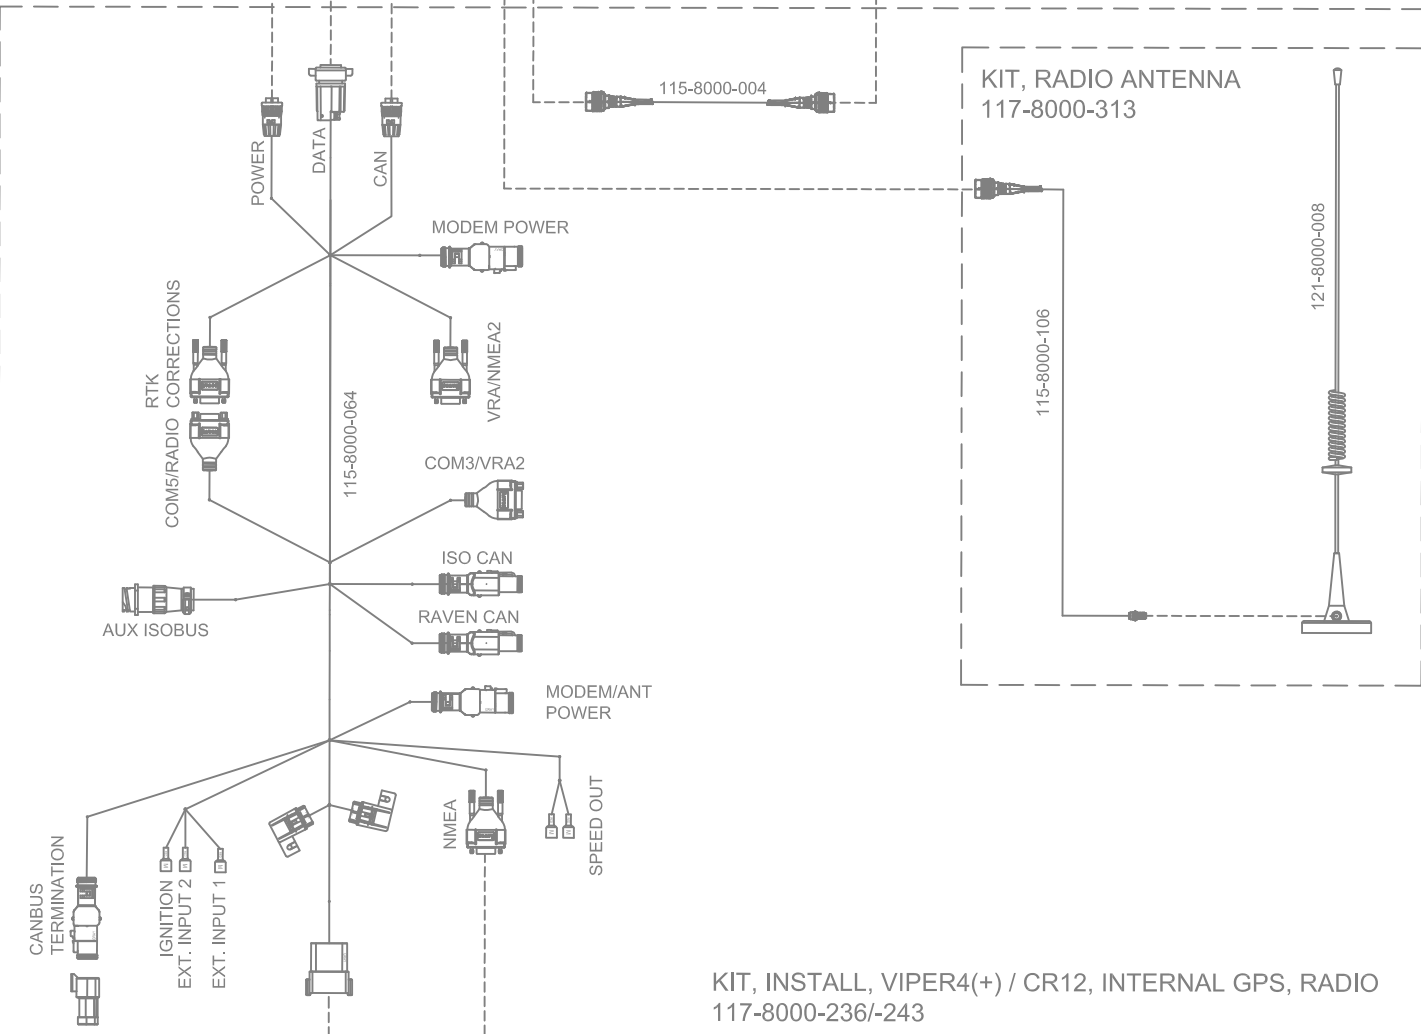 115-8000-004
KIT, RADIO ANTENNA
117-8000-313
POWER
DATA
CAN
MODEM POWER
121-8000-008
115-8000-106
RTK
COM5/RADIO CORRECTIONS
VRA/NMEA2
115-8000-064
COM3/VRA2
ISO CAN
AUX ISOBUS
RAVEN CAN
MODEM/ANT
POWER
NMEA
SPEED OUT
CANBUS
TERMINATION
IGNITION
EXT. INPUT 2
EXT. INPUT 1
KIT, INSTALL, VIPER4(+) / CR12, INTERNAL GPS, RADIO
117-8000-236/-243